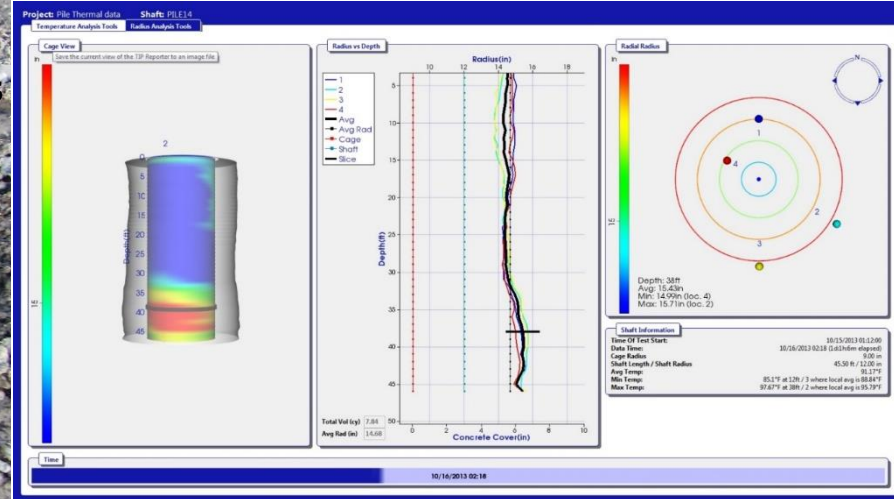 Project: Pile Thermal data Shaft: PILE14
Temperature Analysis Tools Radius Analysis Tools
Cage View
Save the current view of the TIP Reporter to an image file.
in
2
0
5
10
15
20
25
30
35
40
45
Depth(ft)
15
Radius vs Depth
Radius(in)
10 12 14 16 18
1
2
3
4
Avg
Avg Rad
Cage
Shaft
Slice
5
10
15
20
25
30
35
40
45
50
Depth(ft)
0 2 4 6 8 10
Concrete Cover(in)
Total Vol (cy) 7.84
Avg Rad (in) 14.68
Radial Radius
in
N
1
4
2
3
15
Depth: 38ft
Avg: 15.43in
Min: 14.99in (loc. 4)
Max: 15.71in (loc. 2)
Shaft Information
Time Of Test Start: 10/15/2013 01:12:00
Data Time: 10/16/2013 02:18 (1d:1h:6m elapsed)
Cage Radius 9.00 in
Shaft Length / Shaft Radius 45.50 ft / 12.00 in
Avg Temp: 91.17°F
Min Temp: 85.1°F at 12ft / 3 where local avg is 88.84°F
Max Temp: 97.67°F at 38ft / 2 where local avg is 95.79°F
Time
10/16/2013 02:18